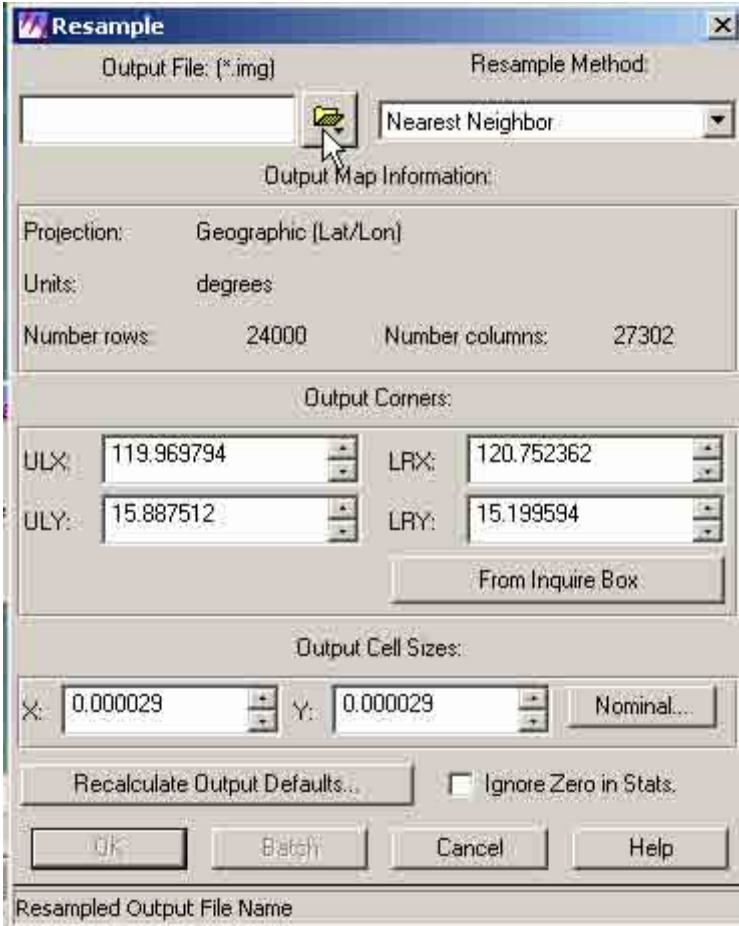 Resample
Output File: (*.img)
Resample Method:
Nearest Neighbor
Output Map Information:
Projection: Geographic (Lat/Lon)
Units: degrees
Number rows: 24000 Number columns: 27302
Output Corners:
ULX: 119.969794 LRX: 120.752362
ULY: 15.887512 LRY: 15.199594
From Inquire Box
Output Cell Sizes:
X: 0.000029 Y: 0.000029 Nominal...
Recalculate Output Defaults... Ignore Zero in Stats.
OK Batch Cancel Help
Resampled Output File Name